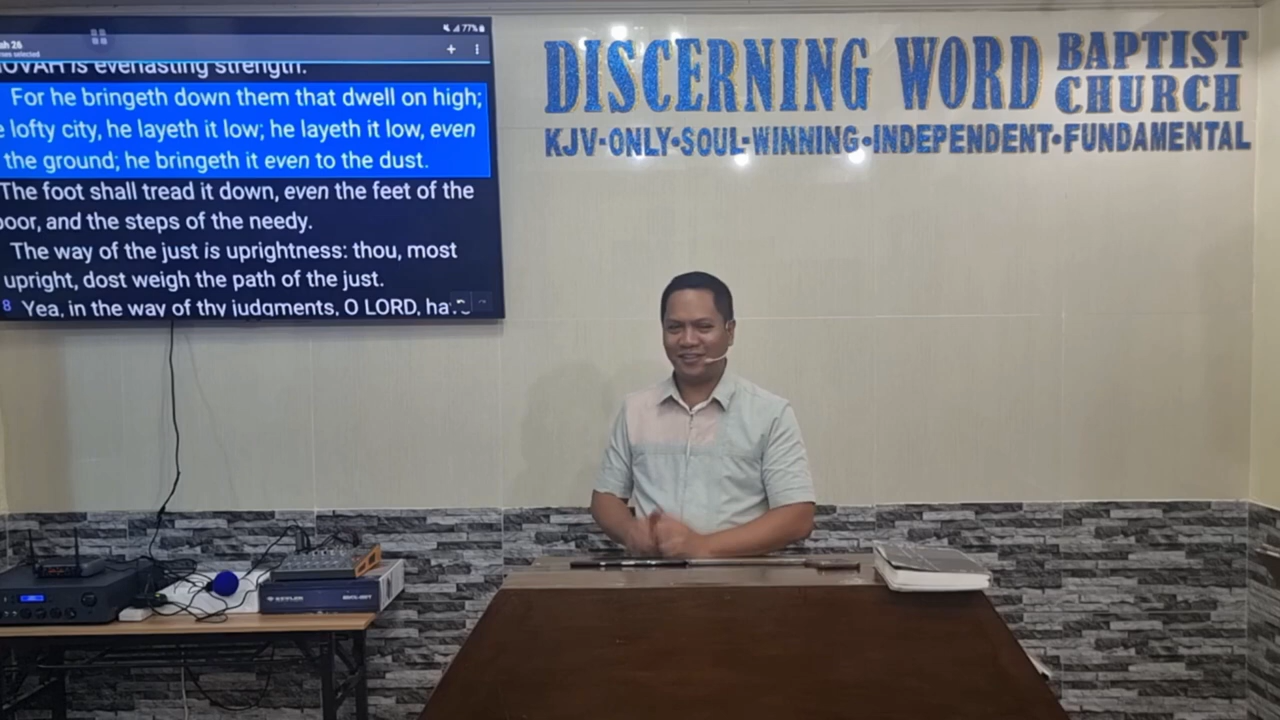 77%
ah 26
OVAH is everlasting strength.
For he bringeth down them that dwell on high;
lofty city, he layeth it low; he layeth it low, even
the ground; he bringeth it even to the dust.
The foot shall tread it down, even the feet of the
poor, and the steps of the needy.
The way of the just is uprightness: thou, most
upright, dost weigh the path of the just.
8 Yea, in the way of thy judgments, O LORD, have
DISCERNING WORD BAPTIST CHURCH
KJV-ONLY•SOUL-WINNING•INDEPENDENT•FUNDAMENTAL